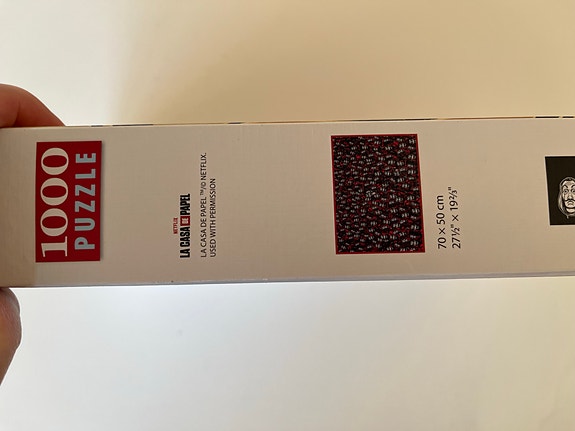 1000
PUZZLE
NETFLIX
LA CASA DE PAPEL
LA CASA DE PAPEL ™/© NETFLIX.
USED WITH PERMISSION
70 × 50 cm
27½" × 19⅔"